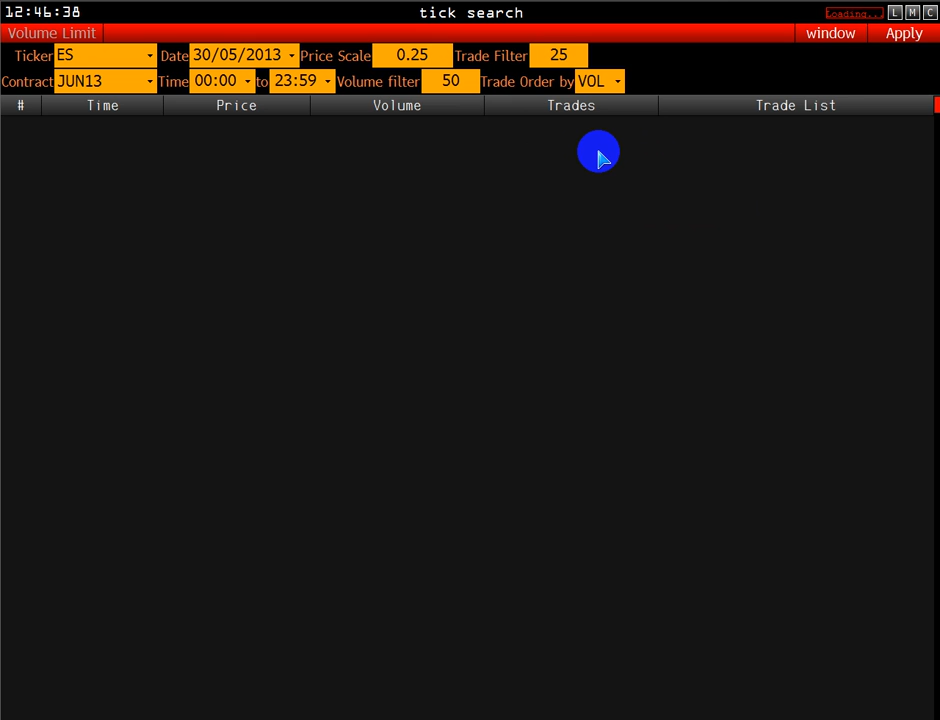 12:46:38 tick search Loading... L M C
Volume Limit window Apply
Ticker ES Date 30/05/2013 Price Scale 0.25 Trade Filter 25
Contract JUN13 Time 00:00 to 23:59 Volume filter 50 Trade Order by VOL
# Time Price Volume Trades Trade List